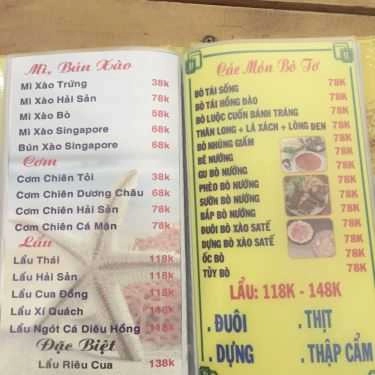 Mì, Bún Xào
Mì Xào Trứng 38k
Mì Xào Hải Sản 78k
Mì Xào Bò 58k
Mì Xào Singapore 68k
Bún Xào Singapore 68k
Cơm
Cơm Chiên Tỏi 38k
Cơm Chiên Dương Châu 68k
Cơm Chiên Hải Sản 78k
Cơm Chiên Cá Mặn 78k
Lẩu
Lẩu Thái 118k
Lẩu Hải Sản 118k
Lẩu Cua Đồng 118k
Lẩu Xí Quách 148k
Lẩu Ngót Cá Diêu Hồng 148k
Đặc Biệt
Lẩu Riêu Cua 138k
Các Món Bò Tơ
BÒ TÁI SỐNG 78K
BÒ TÁI HỒNG ĐÀO 78K
BÒ LUỘC CUỐN BÁNH TRÁNG 78K
THĂN LONG + LÁ XÁCH + LÒNG ĐEN 78K
BÒ NHÚNG GIẤM 78K
BÊ NƯỚNG 78K
GU BÒ NƯỚNG 78K
PHÈO BÒ NƯỚNG 78K
SƯỜN BÒ NƯỚNG 78K
BẮP BÒ NƯỚNG 78K
ĐUÔI BÒ XÀO SATẾ 78K
DỰNG BÒ XÀO SATẾ 78K
ỐC BÒ 78K
TỦY BÒ 78K
LẨU: 118K - 148K
. ĐUÔI . THỊT
. DỰNG . THẬP CẨM